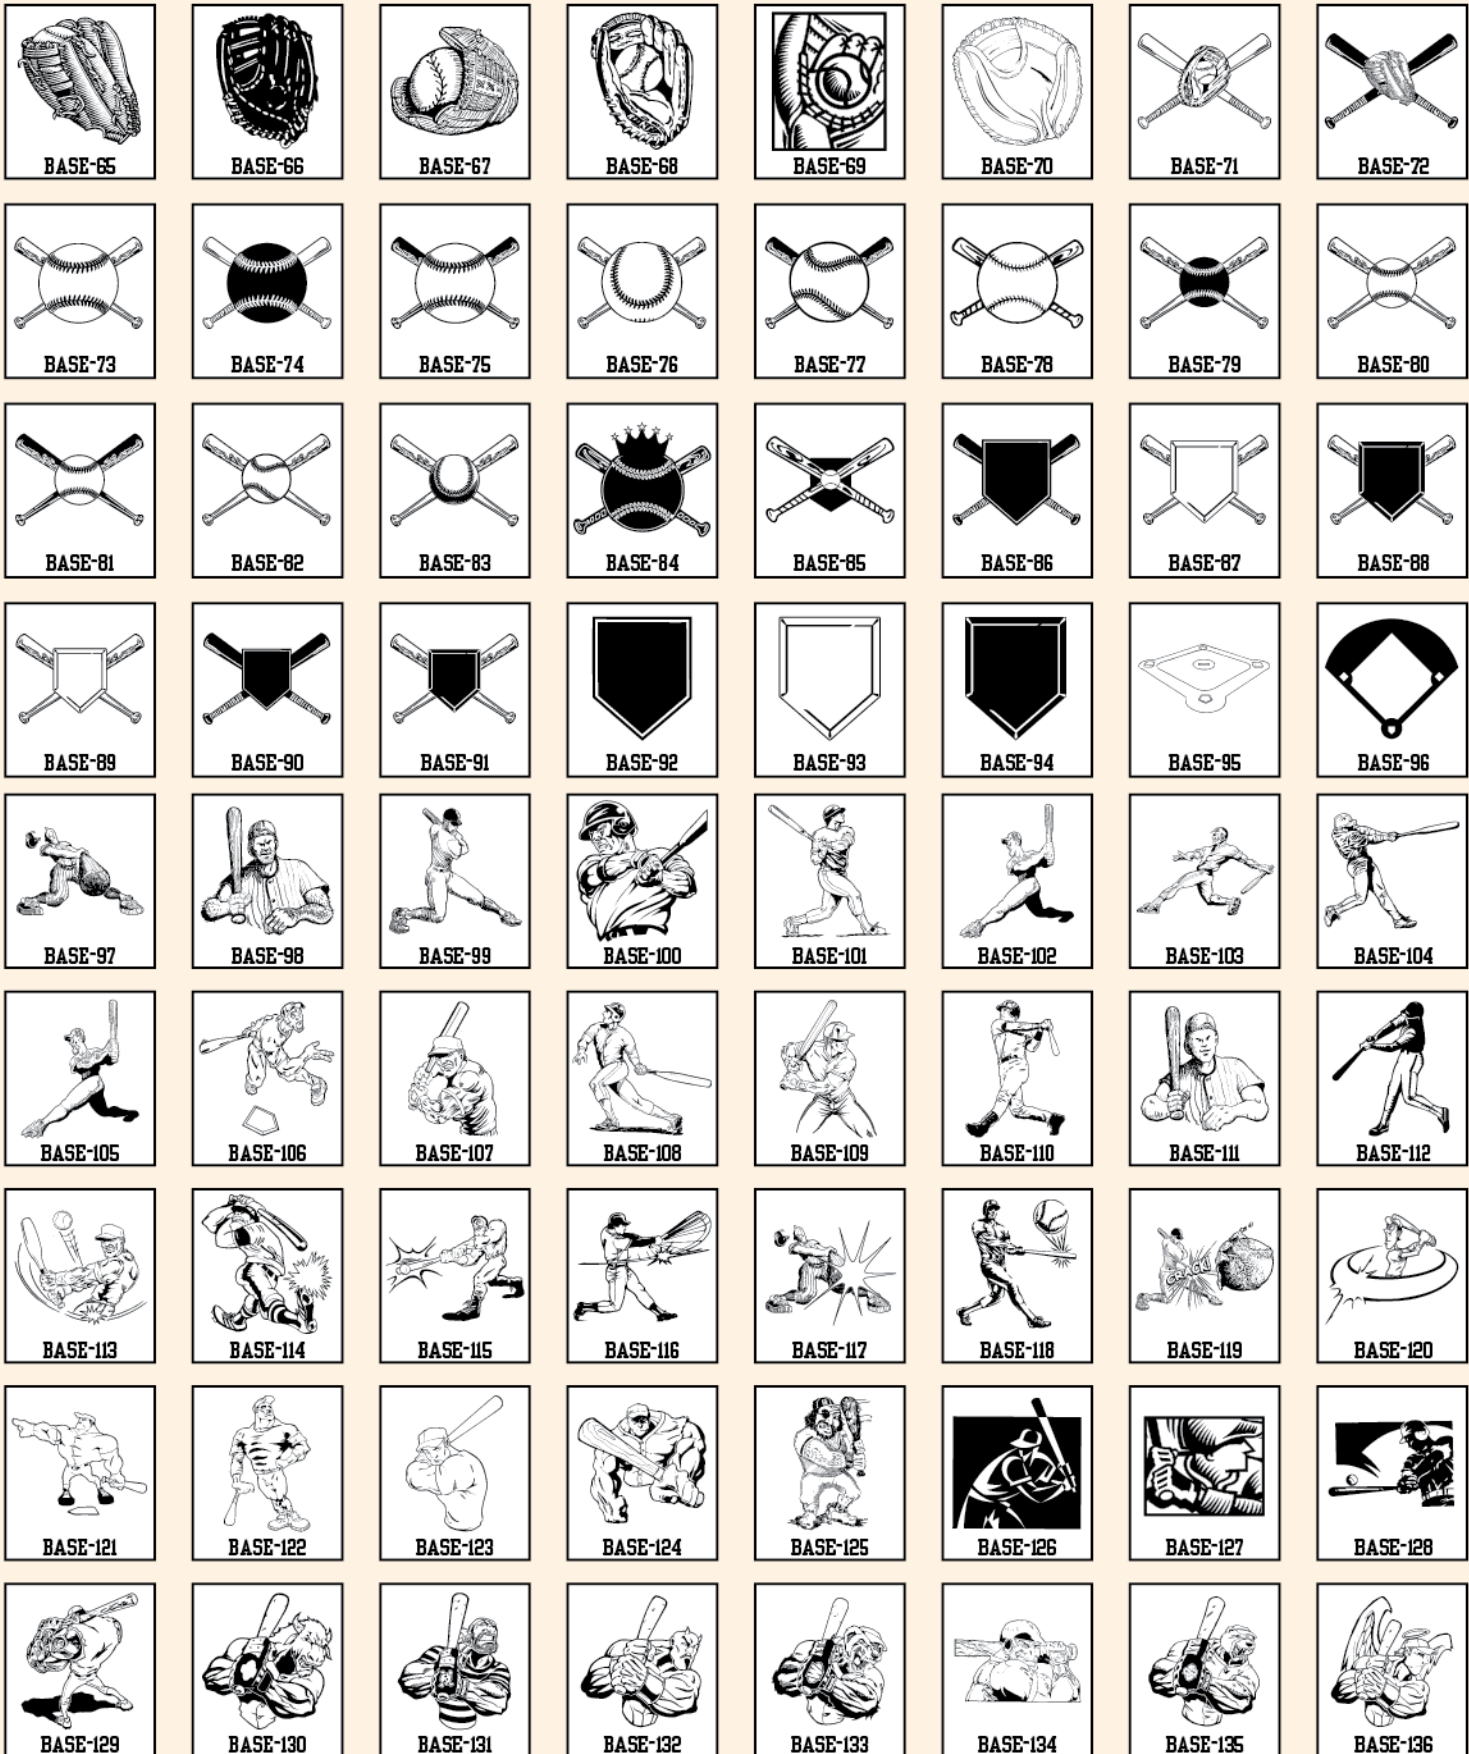 BASE-65 BASE-66 BASE-67 BASE-68 BASE-69 BASE-70 BASE-71 BASE-72
BASE-73 BASE-74 BASE-75 BASE-76 BASE-77 BASE-78 BASE-79 BASE-80
BASE-81 BASE-82 BASE-83 BASE-84 BASE-85 BASE-86 BASE-87 BASE-88
BASE-89 BASE-90 BASE-91 BASE-92 BASE-93 BASE-94 BASE-95 BASE-96
BASE-97 BASE-98 BASE-99 BASE-100 BASE-101 BASE-102 BASE-103 BASE-104
BASE-105 BASE-106 BASE-107 BASE-108 BASE-109 BASE-110 BASE-111 BASE-112
CRACK!
BASE-113 BASE-114 BASE-115 BASE-116 BASE-117 BASE-118 BASE-119 BASE-120
BASE-121 BASE-122 BASE-123 BASE-124 BASE-125 BASE-126 BASE-127 BASE-128
BASE-129 BASE-130 BASE-131 BASE-132 BASE-133 BASE-134 BASE-135 BASE-136